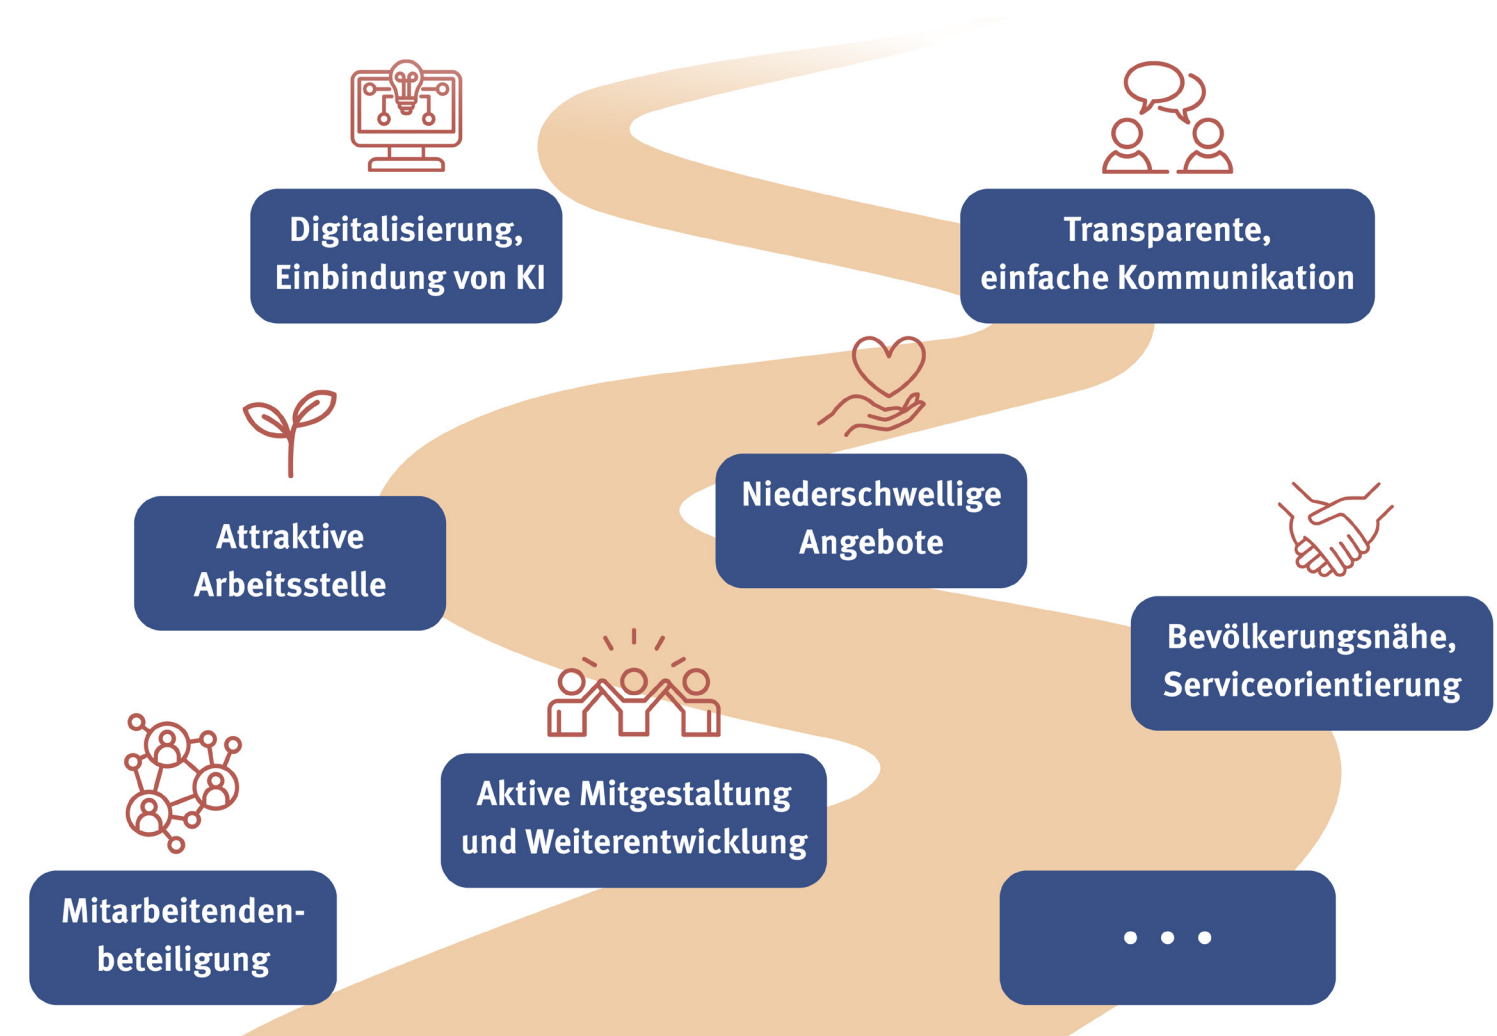 Digitalisierung,
Einbindung von KI
Transparente,
einfache Kommunikation
Niederschwellige
Angebote
Attraktive
Arbeitsstelle
Bevölkerungsnähe,
Serviceorientierung
Aktive Mitgestaltung
und Weiterentwicklung
Mitarbeitenden-
beteiligung
...